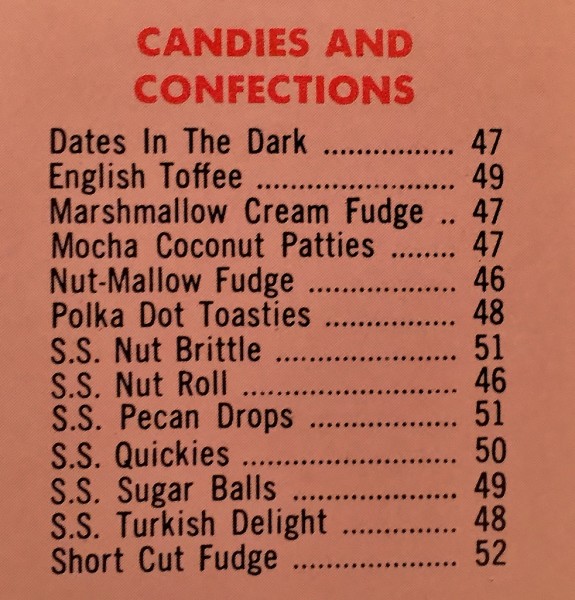 CANDIES AND
CONFECTIONS
Dates In The Dark ................ 47
English Toffee ........................ 49
Marshmallow Cream Fudge .. 47
Mocha Coconut Patties ........ 47
Nut-Mallow Fudge .................. 46
Polka Dot Toasties ................ 48
S.S. Nut Brittle ...................... 51
S.S. Nut Roll .......................... 46
S.S. Pecan Drops .................. 51
S.S. Quickies .......................... 50
S.S. Sugar Balls .................... 49
S.S. Turkish Delight .............. 48
Short Cut Fudge .................... 52